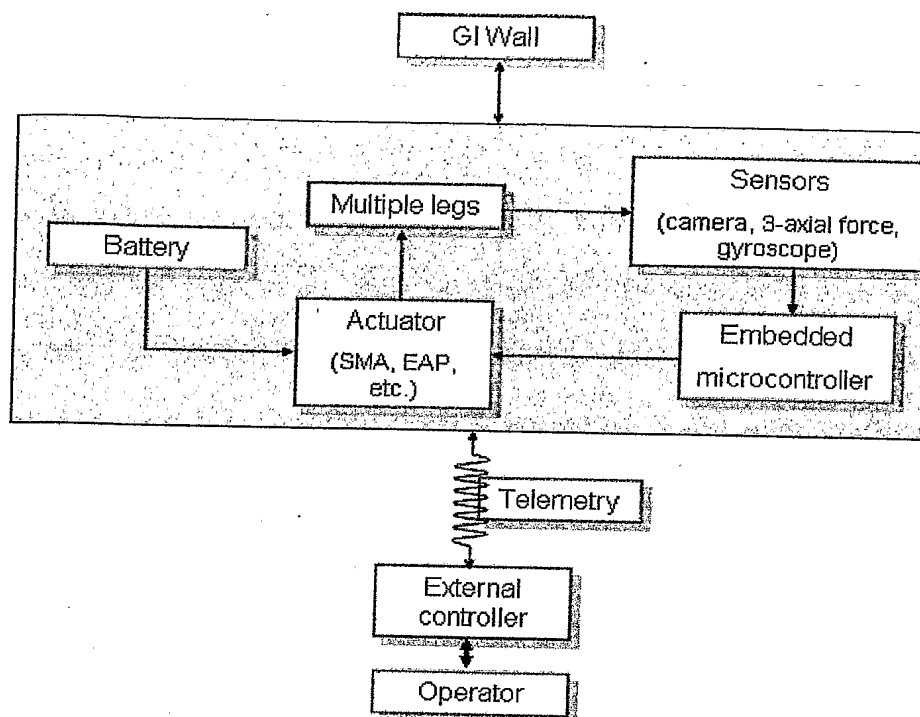 GI Wall
Sensors
(camera, 3-axial force,
gyroscope)
Multiple legs
Battery
Actuator
(SMA, EAP,
etc.)
Embedded
microcontroller
Telemetry
External
controller
Operator